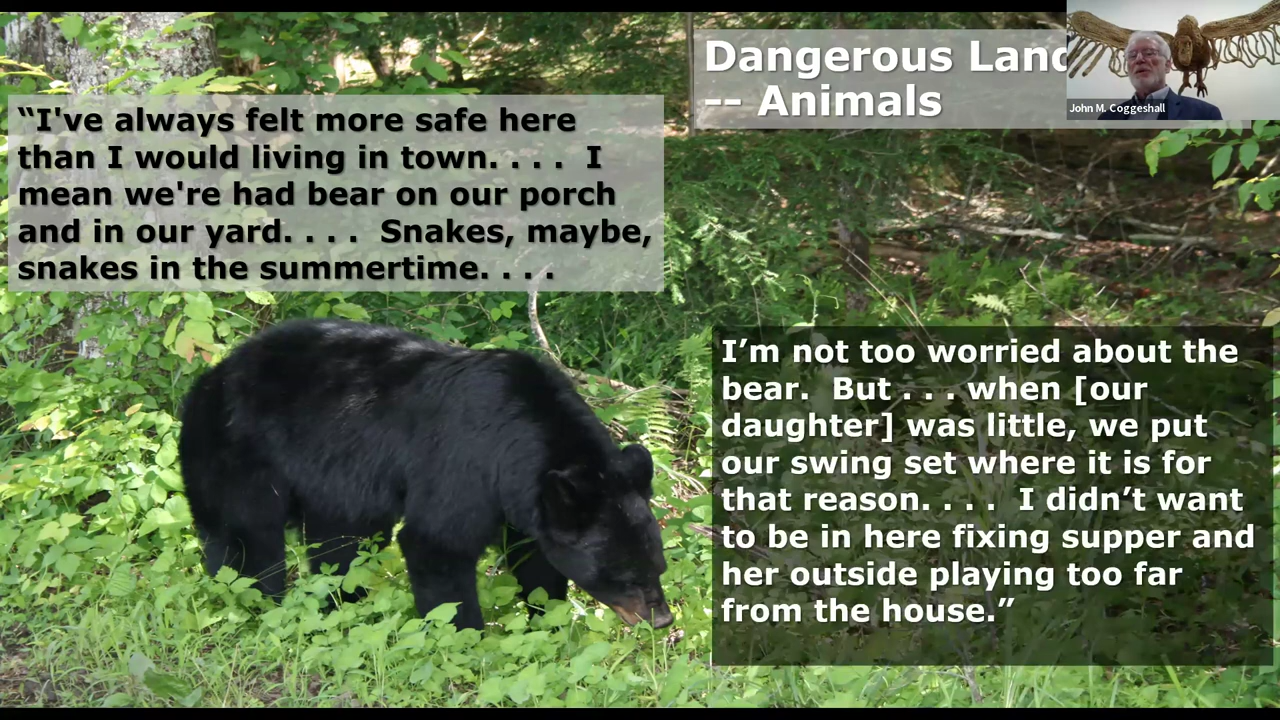 Dangerous Land
-- Animals
John M. Coggeshall
“I've always felt more safe here
than I would living in town. . . . I
mean we're had bear on our porch
and in our yard. . . . Snakes, maybe,
snakes in the summertime. . . .
I’m not too worried about the
bear. But . . . when [our
daughter] was little, we put
our swing set where it is for
that reason. . . . I didn’t want
to be in here fixing supper and
her outside playing too far
from the house.”